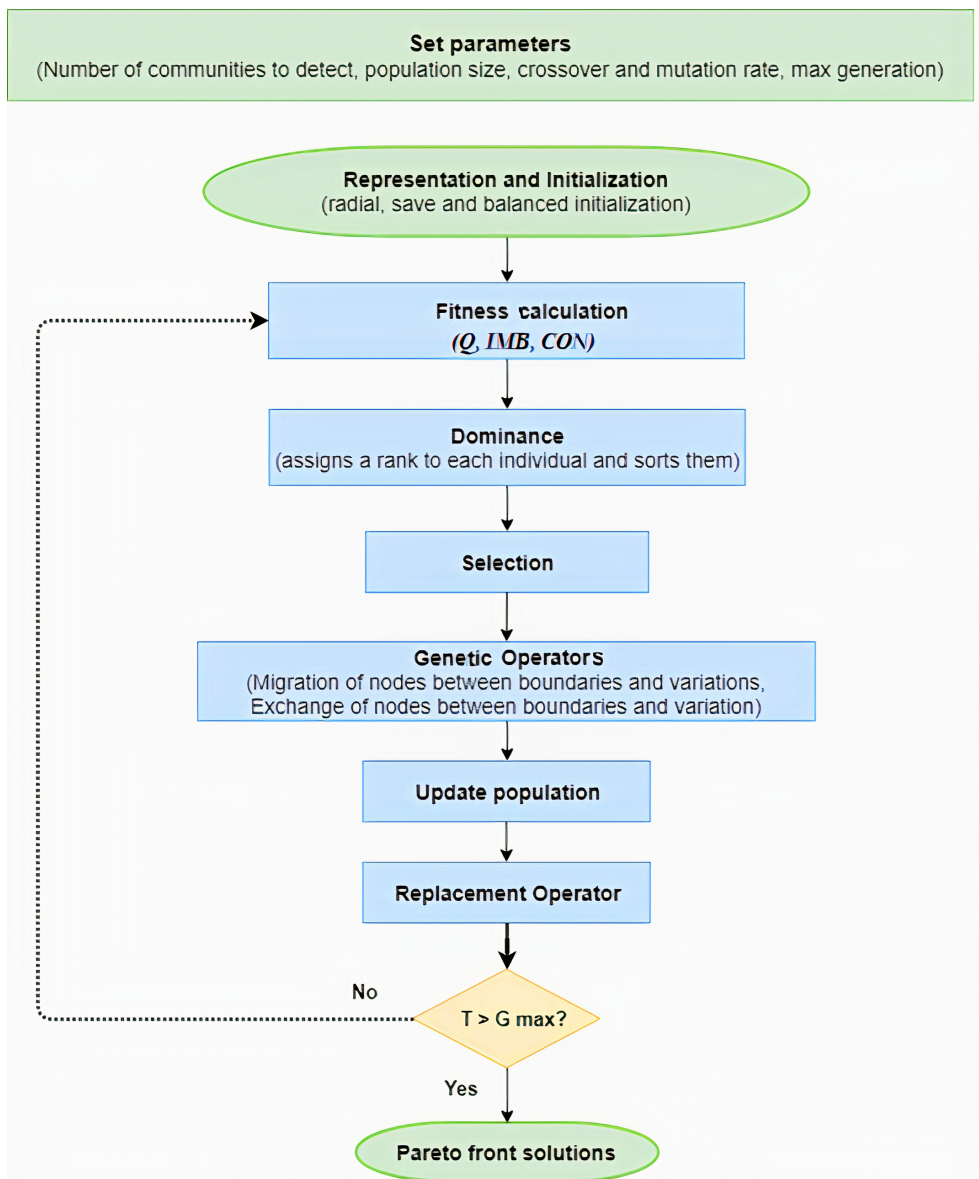 Set parameters
(Number of communities to detect, population size, crossover and mutation rate, max generation)
Representation and Initialization
(radial, save and balanced initialization)
Fitness calculation
(Q, IMB, CON)
Dominance
(assigns a rank to each individual and sorts them)
Selection
Genetic Operators
(Migration of nodes between boundaries and variations,
Exchange of nodes between boundaries and variation)
Update population
Replacement Operator
No
T > G max?
Yes
Pareto front solutions